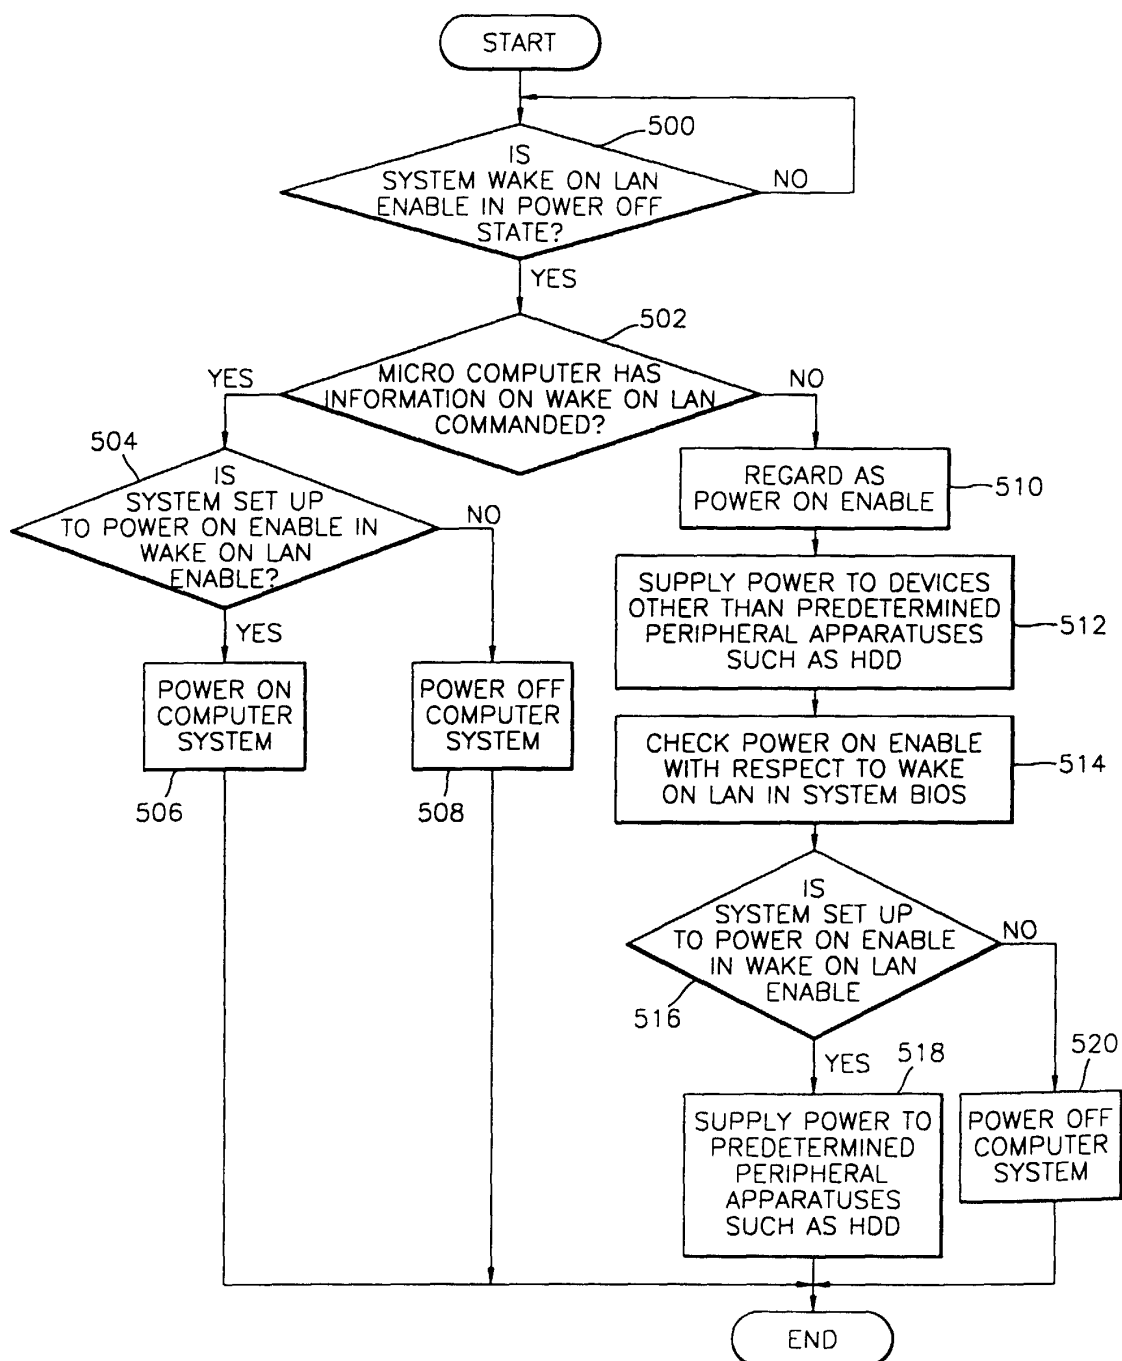 START
500
IS
SYSTEM WAKE ON LAN
ENABLE IN POWER OFF
STATE?
NO
YES
502
MICRO COMPUTER HAS
INFORMATION ON WAKE ON LAN
COMMANDED?
YES
NO
504
IS
SYSTEM SET UP
TO POWER ON ENABLE IN
WAKE ON LAN
ENABLE?
NO
YES
POWER ON
COMPUTER
SYSTEM
506
POWER OFF
COMPUTER
SYSTEM
508
REGARD AS
POWER ON ENABLE
510
SUPPLY POWER TO DEVICES
OTHER THAN PREDETERMINED
PERIPHERAL APPARATUSES
SUCH AS HDD
512
CHECK POWER ON ENABLE
WITH RESPECT TO WAKE
ON LAN IN SYSTEM BIOS
514
IS
SYSTEM SET UP
TO POWER ON ENABLE
IN WAKE ON LAN
ENABLE
516
NO
YES
518
SUPPLY POWER TO
PREDETERMINED
PERIPHERAL
APPARATUSES
SUCH AS HDD
520
POWER OFF
COMPUTER
SYSTEM
END